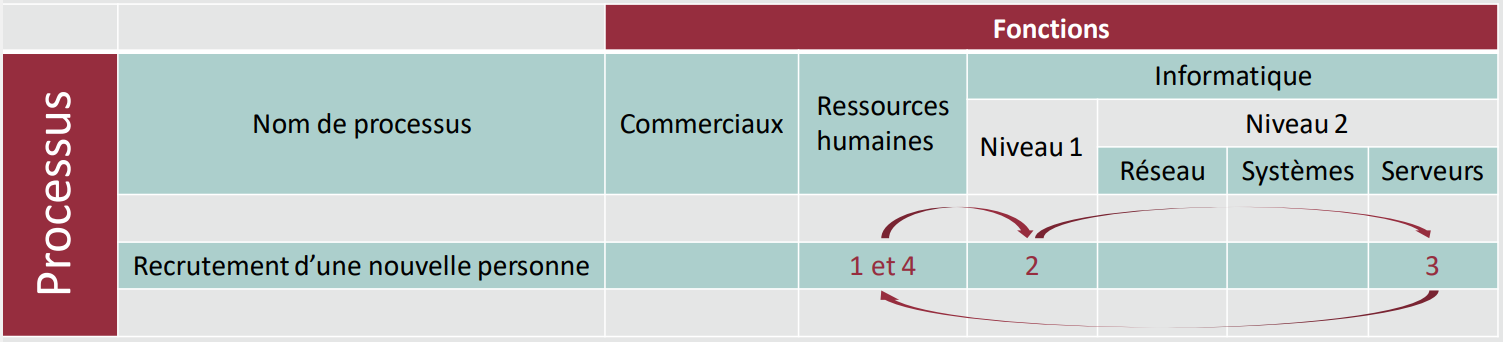 Fonctions
Processus
Nom de processus
Commerciaux
Ressources
humaines
Informatique
Niveau 1
Niveau 2
Réseau
Systèmes
Serveurs
Recrutement d’une nouvelle personne
1 et 4
2
3